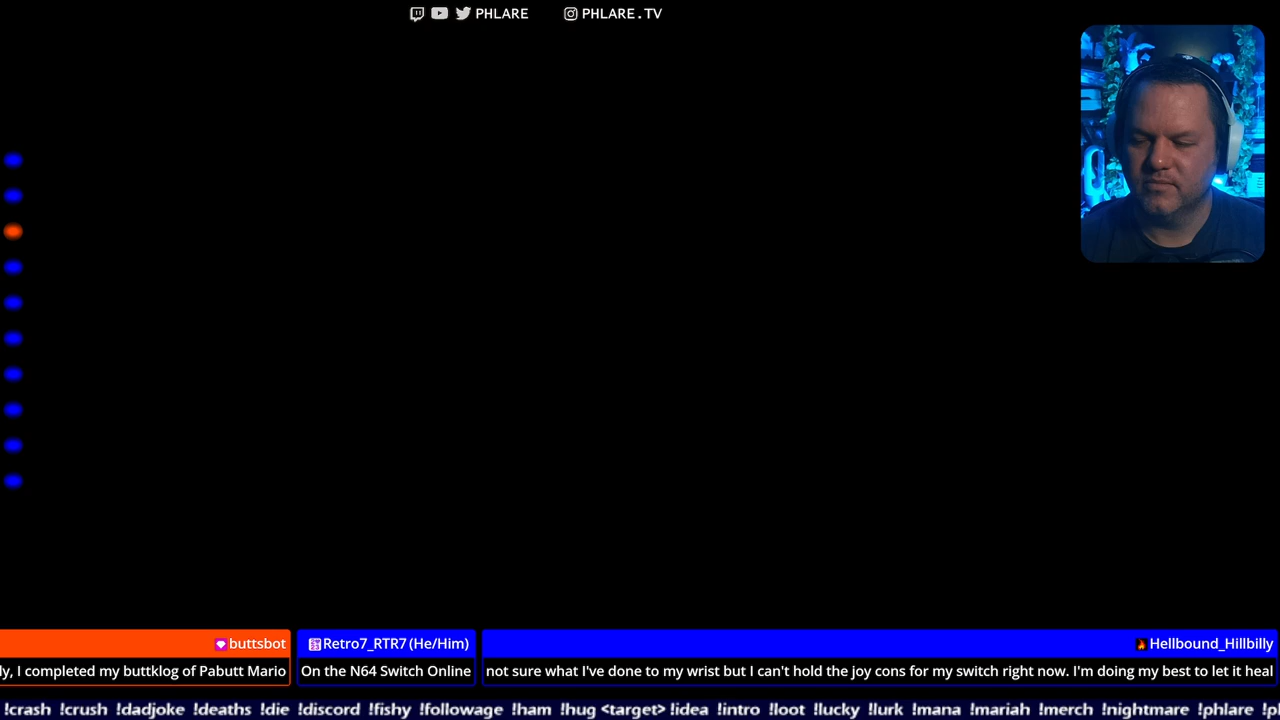 PHLARE PHLARE.TV
buttsbot
ly, I completed my buttklog of Pabutt Mario
Retro7_RTR7 (He/Him)
On the N64 Switch Online
Hellbound_Hillbilly
not sure what I've done to my wrist but I can't hold the joy cons for my switch right now. I'm doing my best to let it heal
!crash !crush !dadjoke !deaths !die !discord !fishy !followage !ham !hug <target> !idea !intro !loot !lucky !lurk !mana !mariah !merch !nightmare !phlare !p